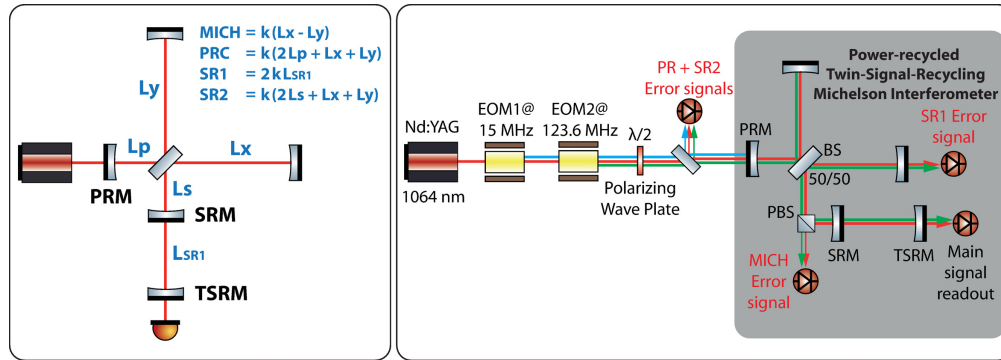 MICH = k(Lx - Ly)
PRC = k(2Lp + Lx + Ly)
SR1 = 2kLSR1
SR2 = k(2Ls + Lx + Ly)
Ly
Lp
Lx
PRM
Ls
SRM
LSR1
TSRM
Nd:YAG
1064 nm
EOM1@
15 MHz
EOM2@
123.6 MHz
λ/2
Polarizing
Wave Plate
PR + SR2
Error signals
PRM
Power-recycled
Twin-Signal-Recycling
Michelson Interferometer
SR1 Error
signal
BS
50/50
PBS
SRM
TSRM
Main
signal
readout
MICH
Error
signal